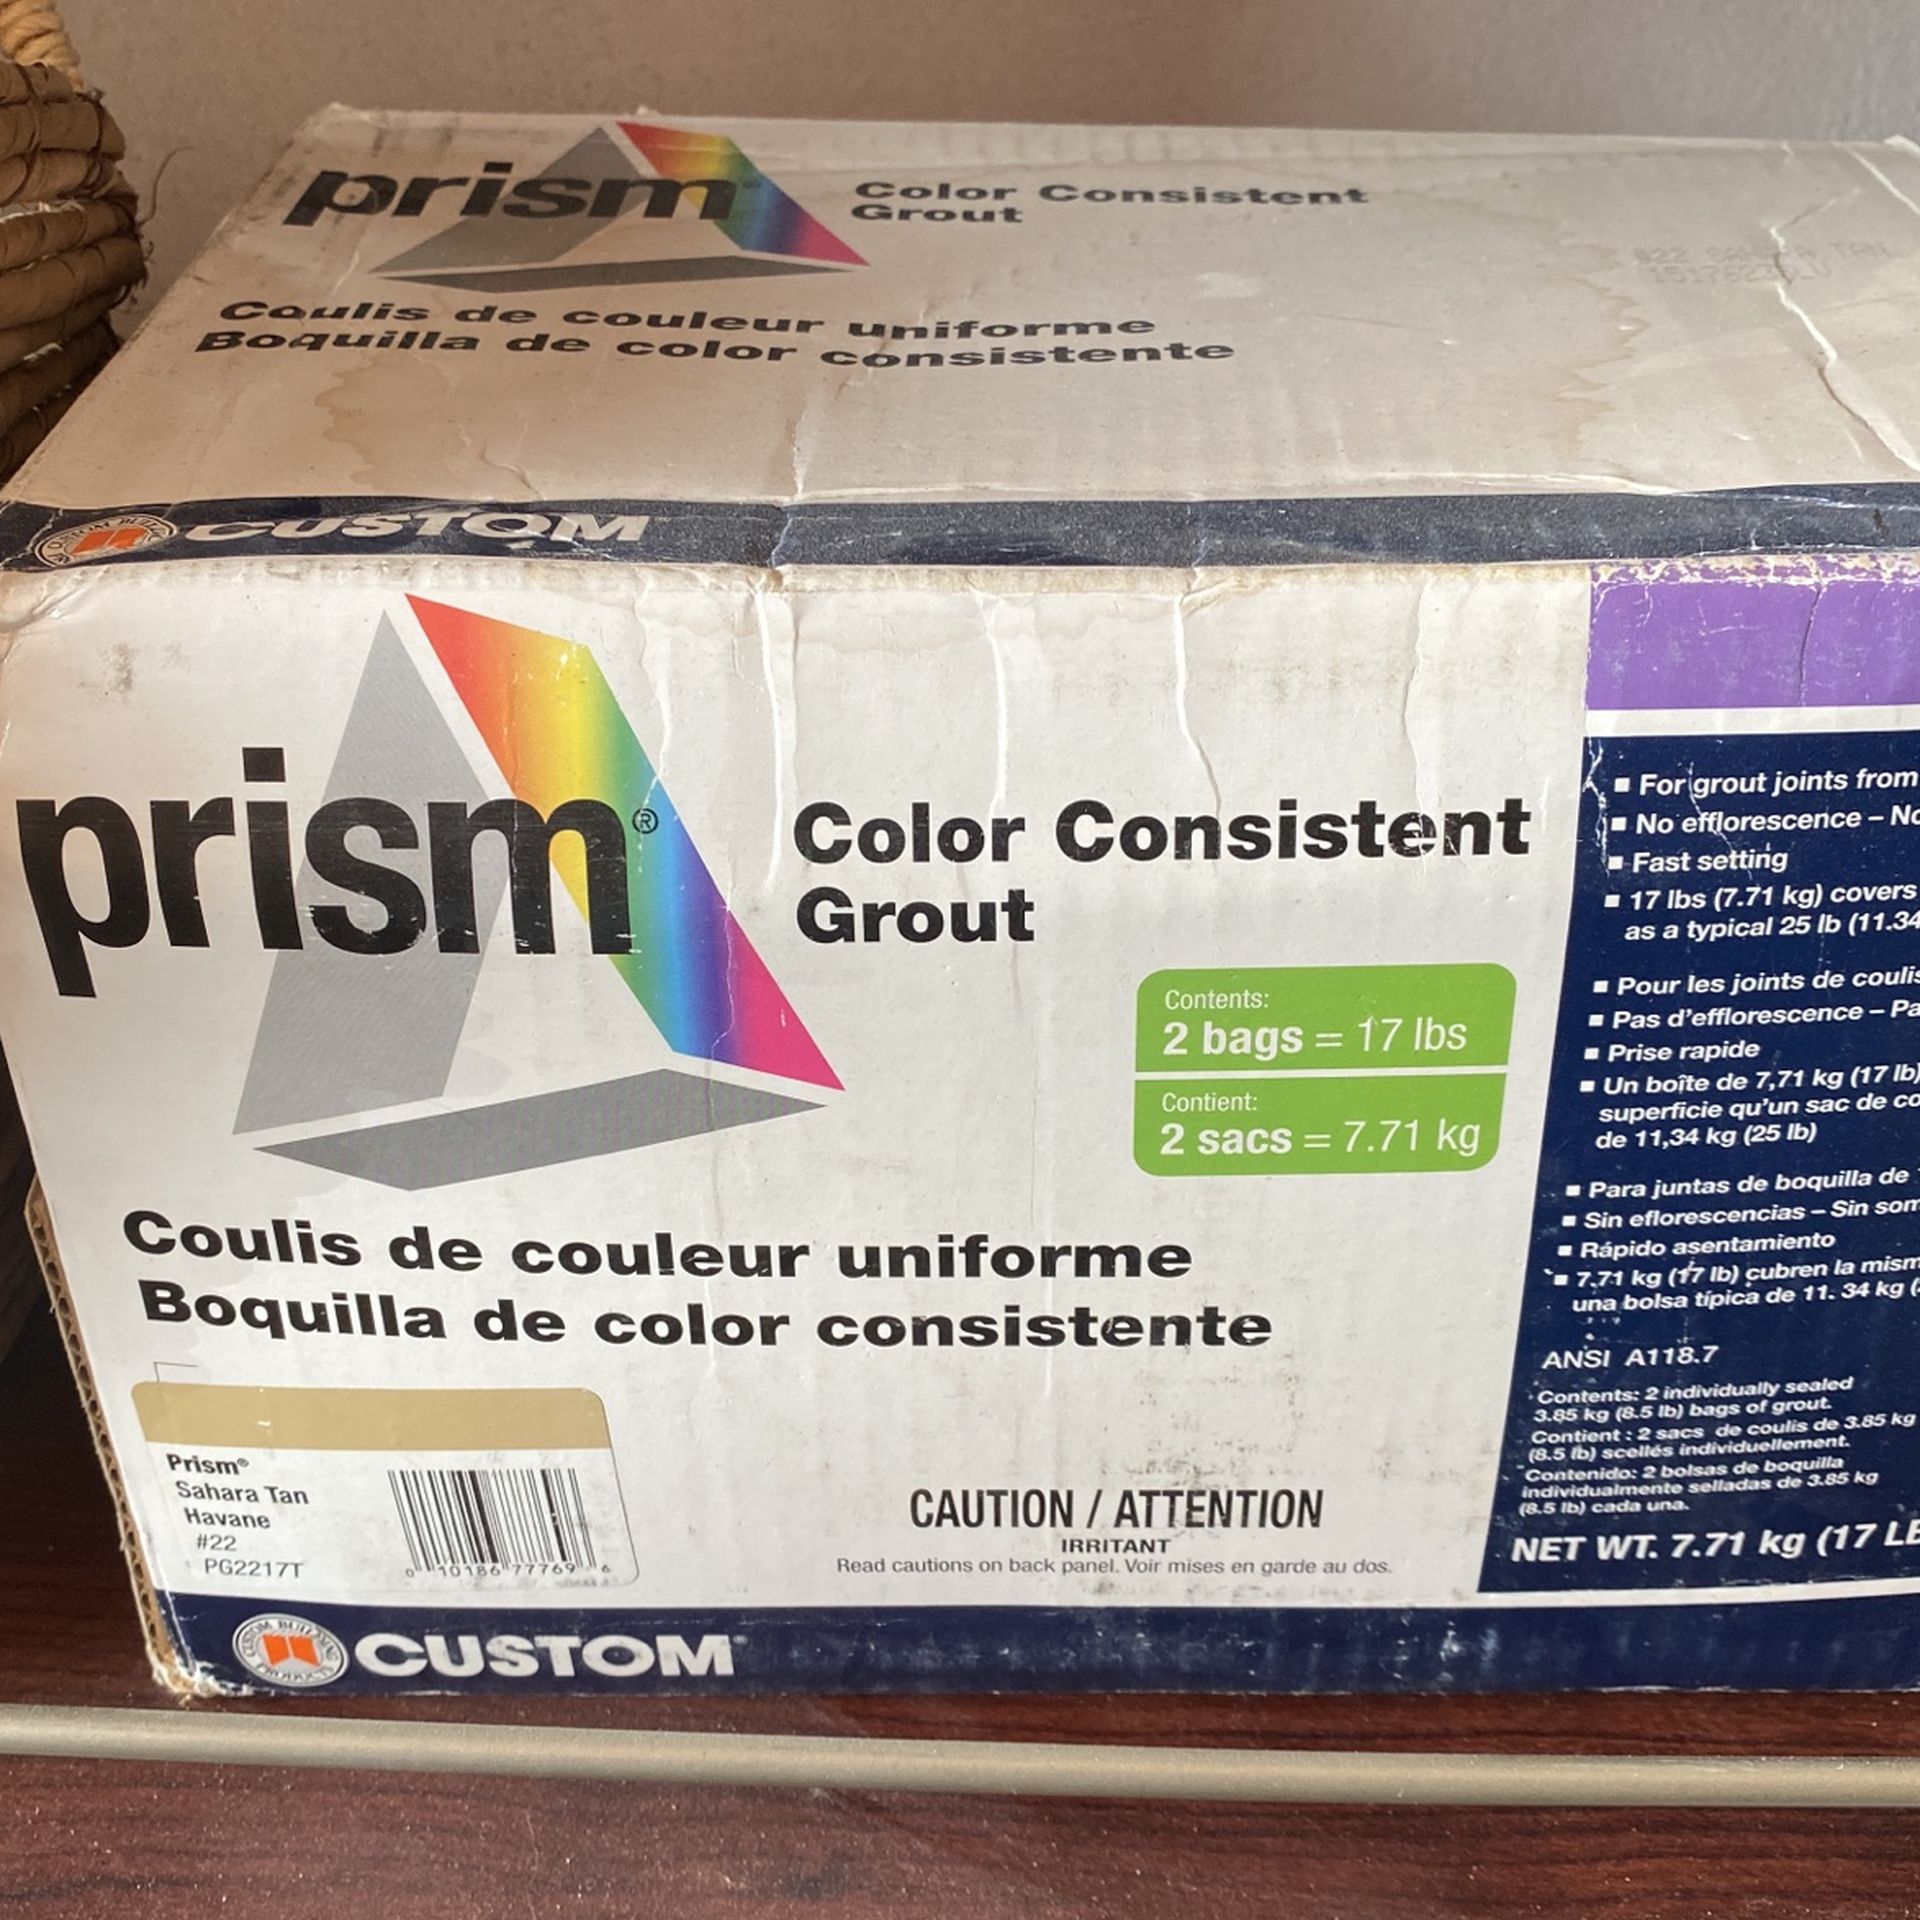 prism
Color Consistent
Grout
Coulis de couleur uniforme
Boquilla de color consistente
#22 SAHARA TAN
CUSTOM
prism®
Color Consistent
Grout
Contents:
2 bags = 17 lbs
Contient:
2 sacs = 7.71 kg
Coulis de couleur uniforme
Boquilla de color consistente
Prism®
Sahara Tan
Havane
#22
PG2217T
0 10186 77769 6
CAUTION / ATTENTION
IRRITANT
Read cautions on back panel. Voir mises en garde au dos.
CUSTOM BUILDING PRODUCTS
CUSTOM®
▪ For grout joints from
▪ No efflorescence – No
▪ Fast setting
▪ 17 lbs (7.71 kg) covers
as a typical 25 lb (11.34
▪ Pour les joints de coulis
▪ Pas d'efflorescence – Pa
▪ Prise rapide
▪ Un boîte de 7,71 kg (17 lb)
superficie qu'un sac de co
de 11,34 kg (25 lb)
▪ Para juntas de boquilla de
▪ Sin eflorescencias – Sin som
▪ Rápido asentamiento
▪ 7.71 kg (17 lb) cubren la mism
una bolsa típica de 11. 34 kg (
ANSI A118.7
Contents: 2 individually sealed
3.85 kg (8.5 lb) bags of grout.
Contient : 2 sacs de coulis de 3.85 kg
(8.5 lb) scellés individuellement.
Contenido: 2 bolsas de boquilla
individualmente selladas de 3.85 kg
(8.5 lb) cada una.
NET WT. 7.71 kg (17 LB